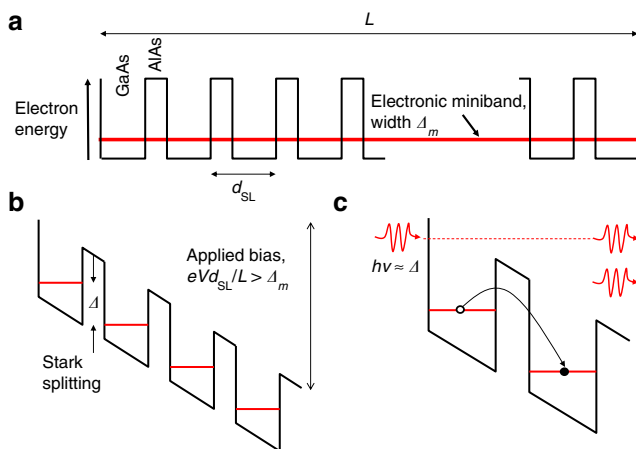 a
L
GaAs
AlAs
Electron
energy
Electronic miniband,
width Δm
dSL
b
Applied bias,
eVdSL/L > Δm
Δ
Stark
splitting
c
hν ≈ Δ